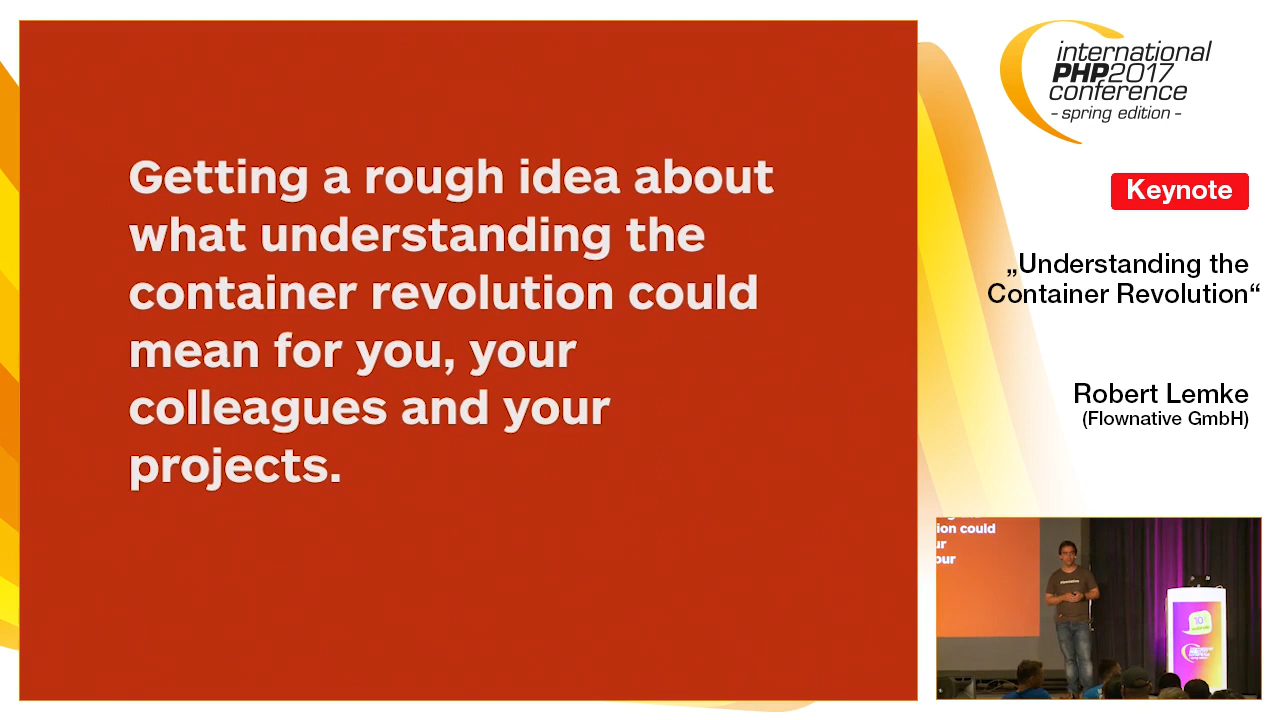 Getting a rough idea about
what understanding the
container revolution could
mean for you, your
colleagues and your
projects.
international
PHP2017
conference
- spring edition -
Keynote
„Understanding the
Container Revolution“
Robert Lemke
(Flownative GmbH)
ion could
ur
our
10